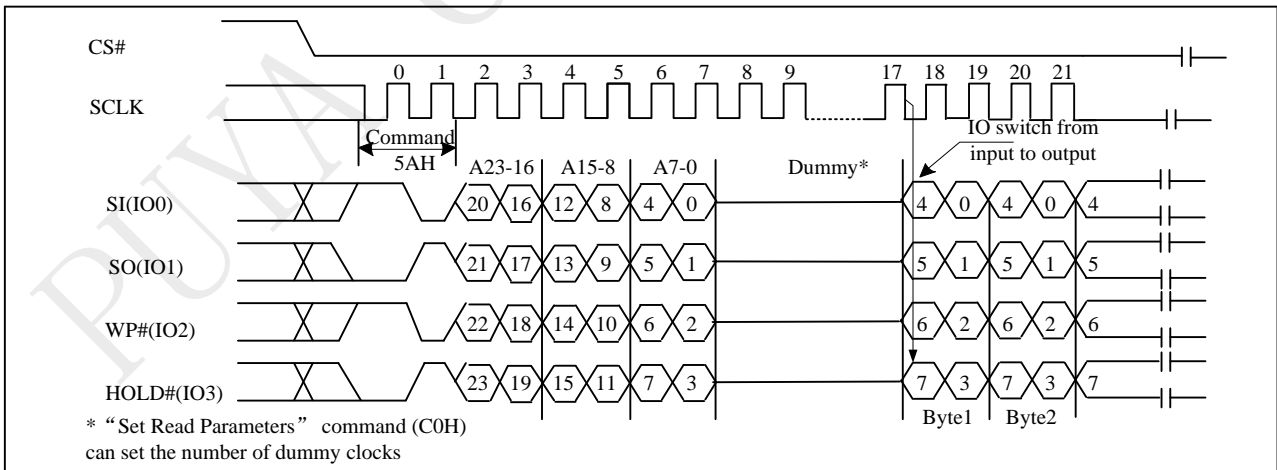 PUYA
CS#
0 1 2 3 4 5 6 7 8 9 17 18 19 20 21
SCLK
Command
5AH
IO switch from
input to output
A23-16 A15-8 A7-0 Dummy*
SI(IO0) 20 16 12 8 4 0 4 0 4 0 4
SO(IO1) 21 17 13 9 5 1 5 1 5 1 5
WP#(IO2) 22 18 14 10 6 2 6 2 6 2 6
HOLD#(IO3) 23 19 15 11 7 3 7 3 7 3 7
Byte1 Byte2
* “Set Read Parameters” command (C0H)
can set the number of dummy clocks